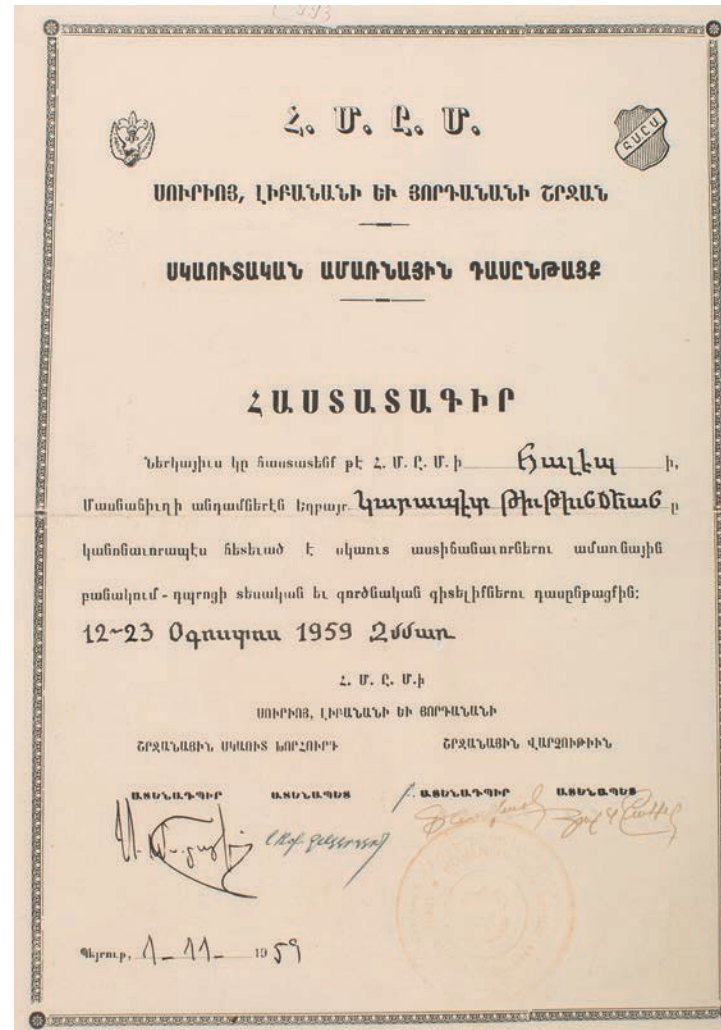 Հ. Մ. Ը. Մ.
Հ.Մ.Ը.Մ.
ՍՈՒՐԻՈՅ, ԼԻԲԱՆԱՆԻ ԵՒ ՅՈՐԴԱՆԱՆԻ ՇՐՋԱՆ
ՍԿԱՈՒՏԱԿԱՆ ԱՄԱՌՆԱՅԻՆ ԴԱՍԸՆԹԱՑՔ
ՀԱՍՏԱՏԱԳԻՐ
Ներկայիւս կը հաստատենք թէ Հ. Մ. Ը. Մ. ի Հալէպ ի,
Մասնաճիւղի անդամներէն եղբայր Կարապետ Թիւթիւնճեան ը
կանոնաւորապէս հետեւած է սկաուտ աստիճանաւորներու ամառնային
բանակում - դպրոցի տեսական եւ գործնական գիտելիքներու դասընթացքին:
12-23 Օգոստոս 1959 Զմմառ
Հ. Մ. Ը. Մ.ի
ՍՈՒՐԻՈՅ, ԼԻԲԱՆԱՆԻ ԵՒ ՅՈՐԴԱՆԱՆԻ
ՇՐՋԱՆԱՅԻՆ ՍԿԱՈՒՏ ԽՈՐՀՈՒՐԴ ՇՐՋԱՆԱՅԻՆ ՎԱՐՉՈՒԹԻՒՆ
ԱՏԵՆԱԴՊԻՐ ԱՏԵՆԱՊԵՏ ԱՏԵՆԱԴՊԻՐ ԱՏԵՆԱՊԵՏ
Պէյրութ, 1-11-1959